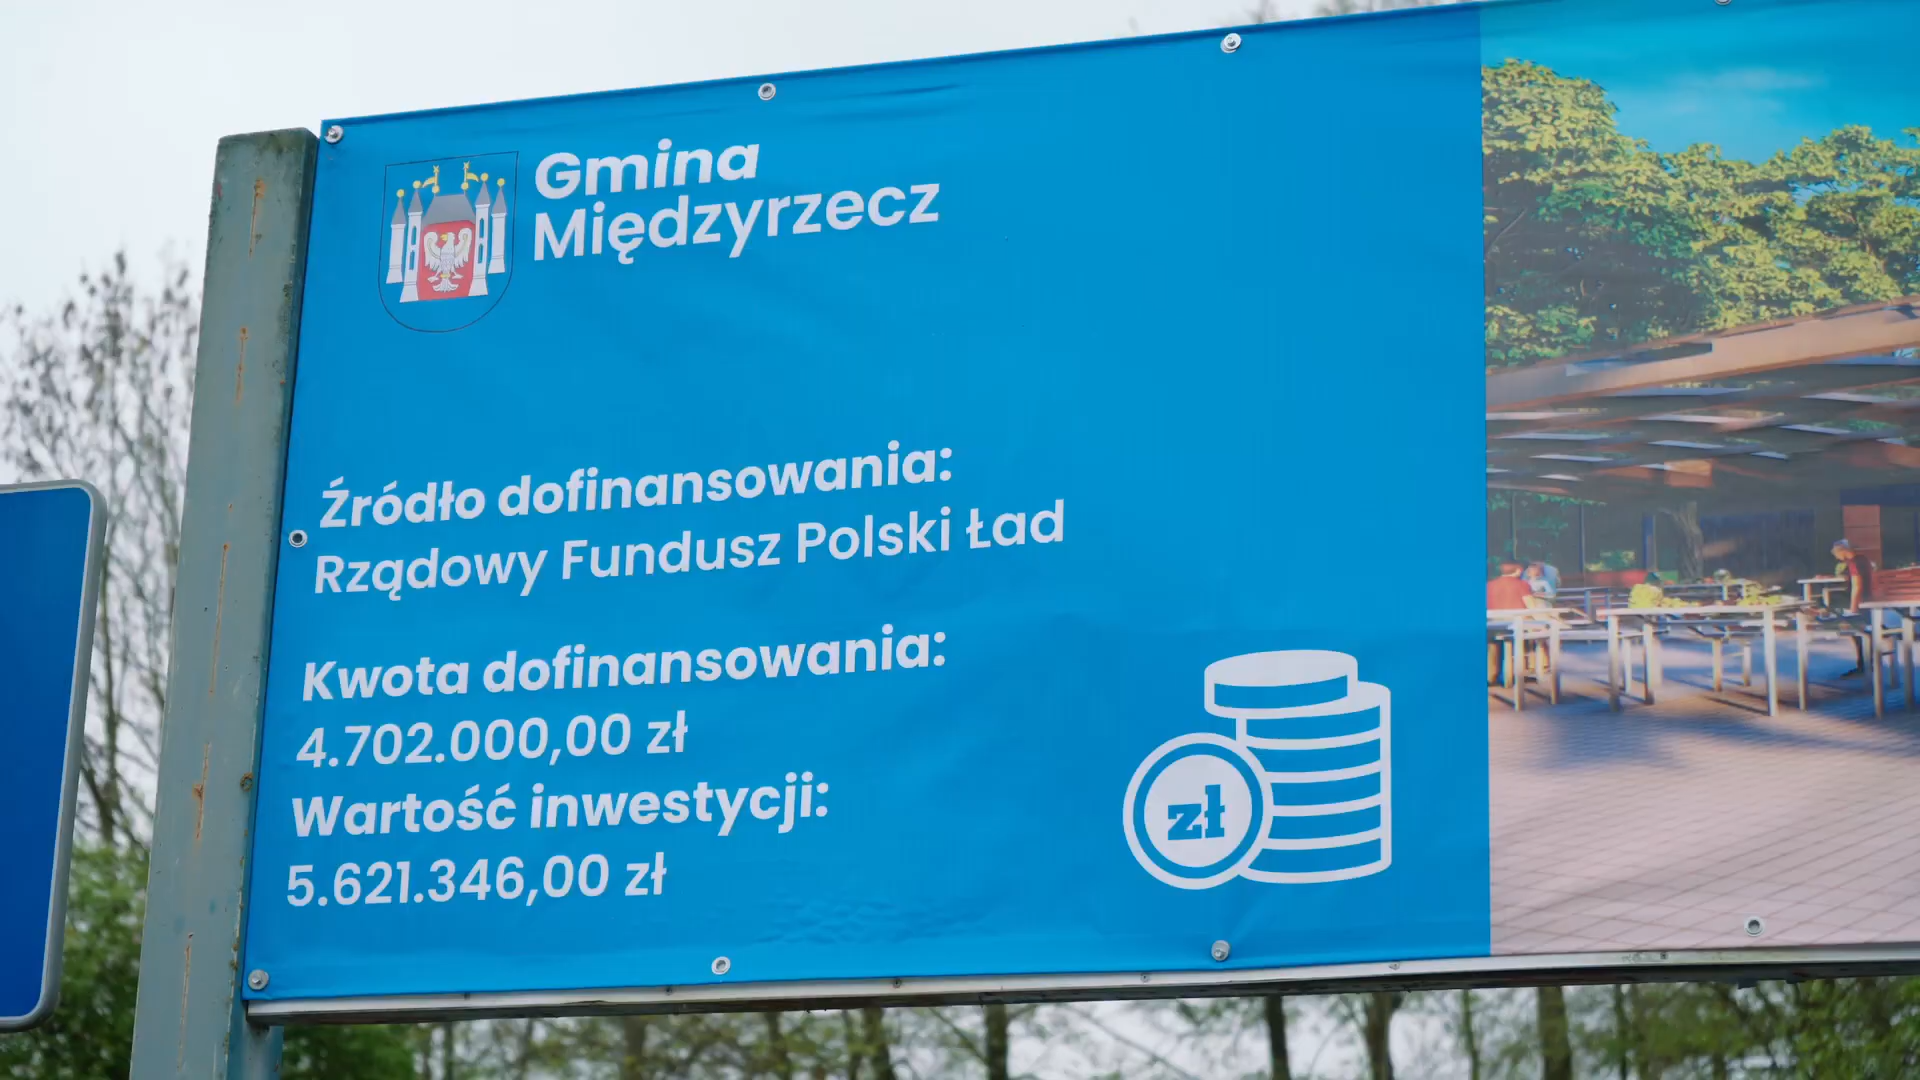 Gmina
Międzyrzecz
Źródło dofinansowania:
Rządowy Fundusz Polski Ład
Kwota dofinansowania:
4.702.000,00 zł
Wartość inwestycji:
5.621.346,00 zł
zł